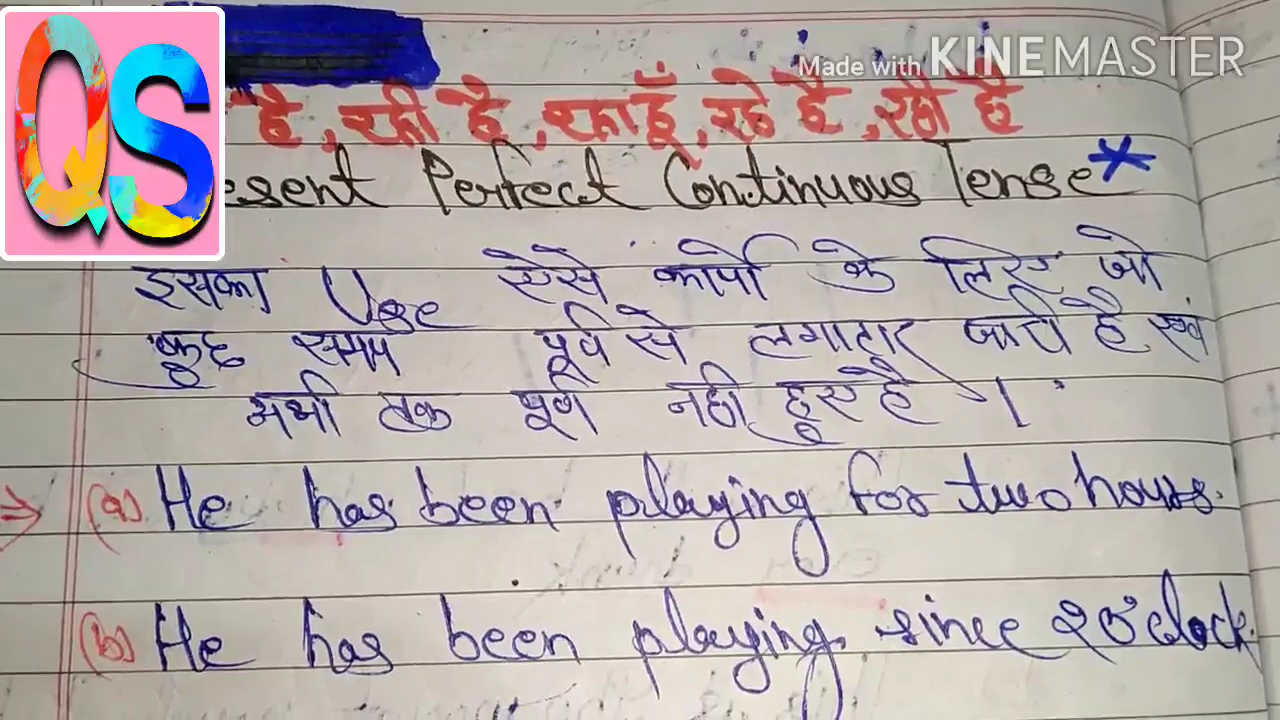 QS
Made with KINEMASTER
है, रही है, रहा हूँ, रहे है, रही है
esent Perfect Continuous Tense*
इसका Use ऐसे कार्यो के लिए जो
कुछ समय पूर्व से लगातार जारी है एवं
अभी तक पूर्ण नही हुए है ।
⇒ (a) He has been playing for two hours.
(b) He has been playing since 2 o'clock.